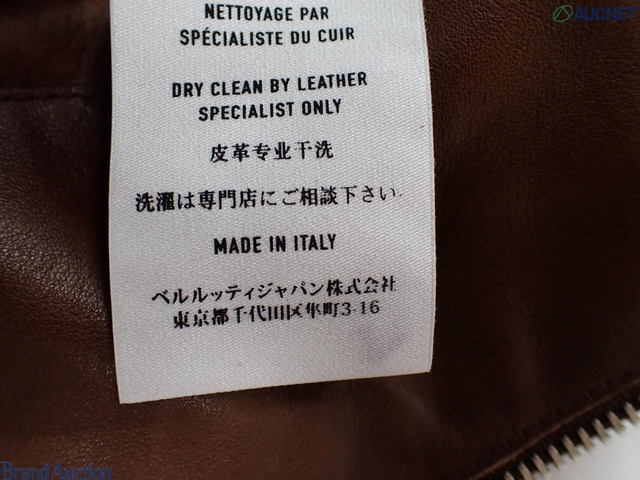 AUCNET
NETTOYAGE PAR
SPÉCIALISTE DU CUIR
DRY CLEAN BY LEATHER
SPECIALIST ONLY
皮革专业干洗
洗濯は専門店にご相談下さい.
MADE IN ITALY
ベルルッティジャパン株式会社
東京都千代田区隼町3-16
Brand Auction